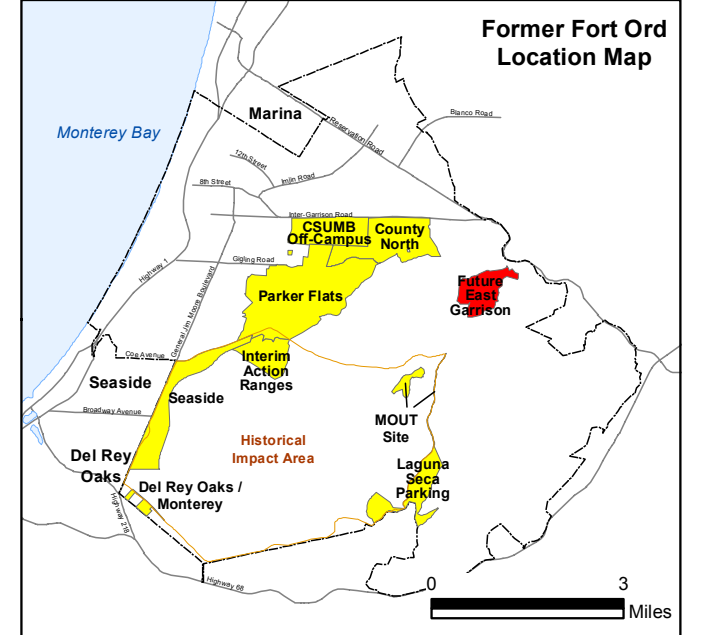 Former Fort Ord
Location Map
Monterey Bay
Marina
Blanco Road
Reservation Road
12th Street
Imjin Road
8th Street
Inter-Garrison Road
CSUMB
Off-Campus
County
North
Gigling Road
Highway 1
General Jim Moore Boulevard
Parker Flats
Future
East
Garrison
Coe Avenue
Interim
Action
Ranges
Seaside
Seaside
Broadway Avenue
MOUT
Site
Historical
Impact Area
Del Rey
Oaks
Laguna
Seca
Parking
Del Rey Oaks /
Monterey
Highway 218
Highway 68
0 3
Miles